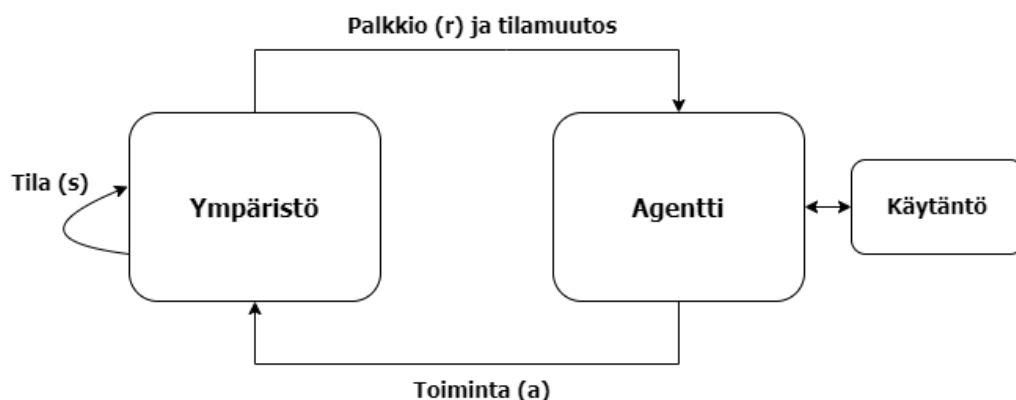 Palkkio (r) ja tilamuutos
Tila (s)
Ympäristö
Agentti
Käytäntö
Toiminta (a)